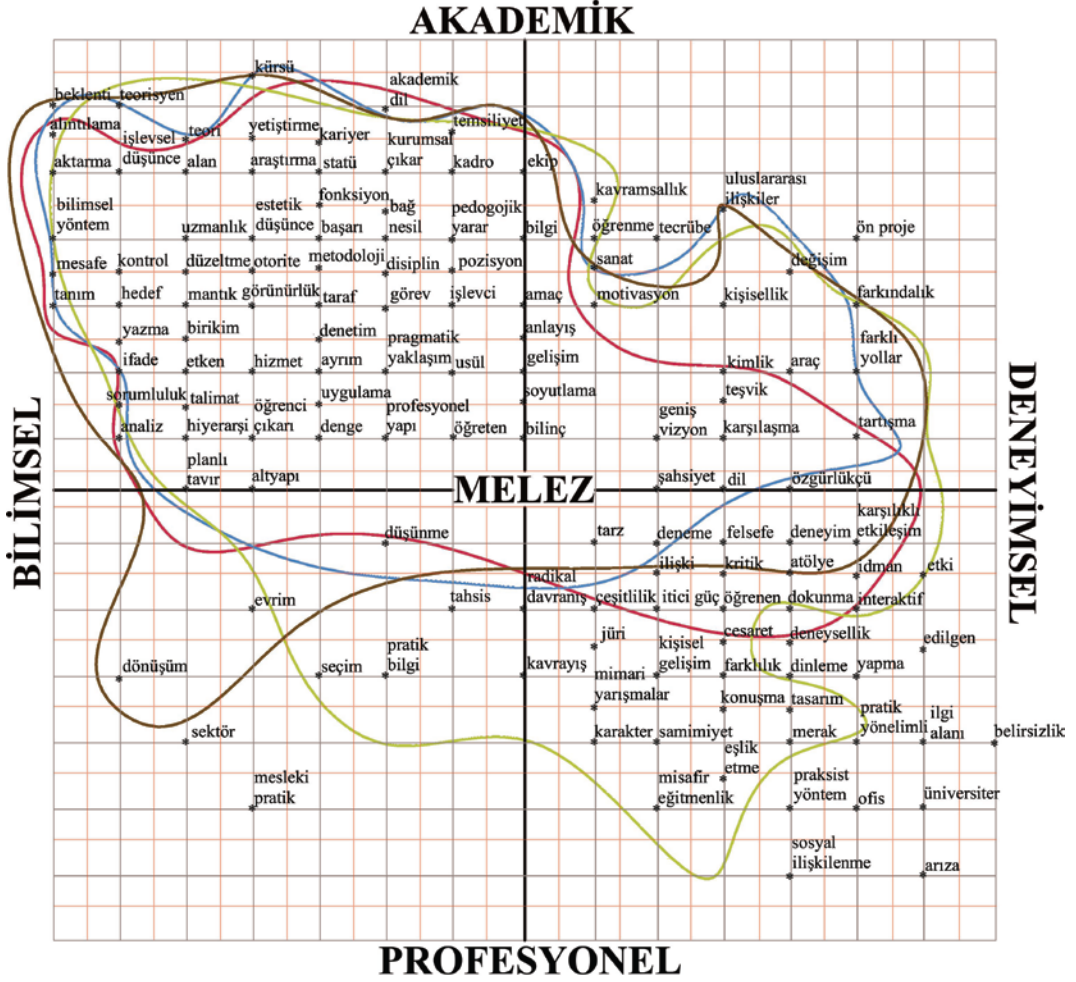 AKADEMİK
kürsü
akademik
dil
beklenti teorisyen
temsiliyet
alıntılama işlevsel teori yetiştirme kariyer kurumsal
aktarma düşünce alan araştırma statü çıkar kadro ekip
kavramsallık uluslararası
ilişkiler
bilimsel estetik fonksiyon bağ pedogojik
yöntem uzmanlık düşünce başarı nesil yarar bilgi öğrenme tecrübe ön proje
mesafe kontrol düzeltme otorite metodoloji disiplin pozisyon sanat değişim
tanım hedef mantık görünürlük taraf görev işlevci amaç motivasyon kişisellik farkındalık
yazma birikim denetim pragmatik anlayış farklı
ifade etken hizmet ayrım yaklaşım usül gelişim kimlik araç yollar
sorumluluk talimat öğrenci uygulama profesyonel soyutlama geniş teşvik
analiz hiyerarşi çıkarı denge yapı öğreten bilinç vizyon karşılaşma tartışma
planlı
tavır altyapı şahsiyet dil özgürlükçü
BİLİMSEL
MELEZ
DENEYİMSEL
karşılıklı
düşünme tarz deneme felsefe deneyim etkileşim
radikal ilişki kritik atölye idman etki
evrim tahsis davranış çeşitlilik itici güç öğrenen dokunma interaktif
jüri kişisel cesaret deneysellik edilgen
dönüşüm seçim pratik
bilgi kavrayış gelişim farklılık dinleme yapma
mimari
yarışmalar konuşma tasarım pratik
yönelimli ilgi
alanı
sektör karakter samimiyet merak belirsizlik
eşlik
etme
mesleki
pratik misafir
eğitmenlik praksist
yöntem ofis üniversiter
sosyal
ilişkilenme arıza
PROFESYONEL